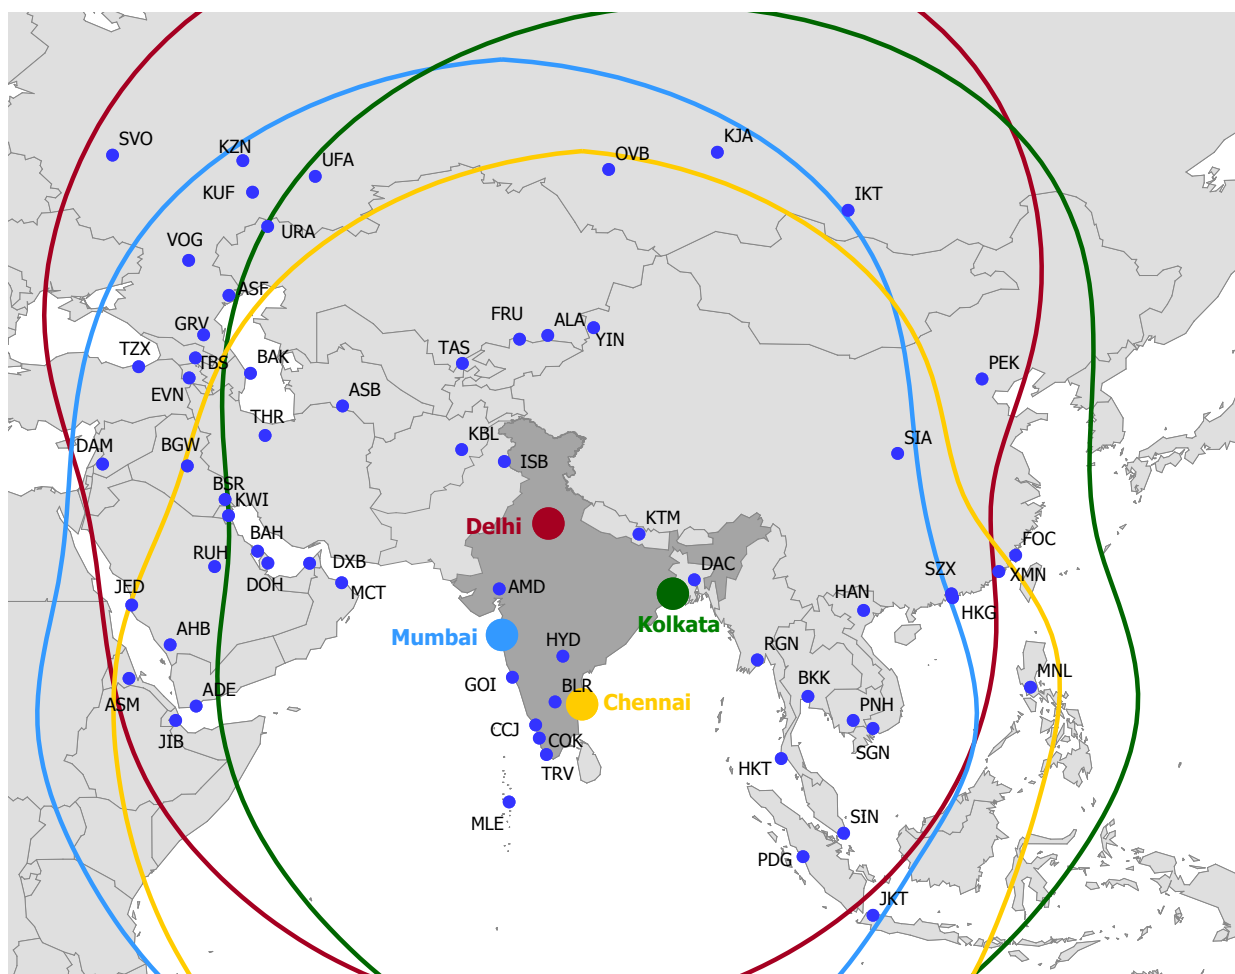 SVO
KZN
UFA
OVB
KJA
KUF
IKT
URA
VOG
ASF
GRV
FRU
ALA
YIN
TZX
TBS
BAK
TAS
PEK
EVN
ASB
THR
DAM
BGW
KBL
ISB
SIA
BSR
KWI
Delhi
KTM
BAH
RUH
DOH
DXB
MCT
FOC
XMN
SZX
HKG
DAC
JED
AMD
HAN
Kolkata
Mumbai
AHB
HYD
RGN
GOI
BLR
Chennai
BKK
MNL
ASM
ADE
PNH
JIB
CCJ
COK
SGN
TRV
HKT
MLE
SIN
PDG
JKT